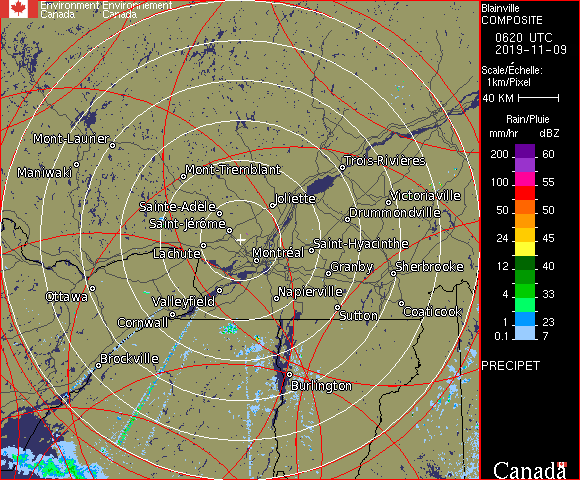 Environment Environnement
Canada Canada
Blainville
COMPOSITE
0620 UTC
2019-11-09
Scale/Échelle:
1km/Pixel
40 KM
Rain/Pluie
mm/hr dBZ
200 60
100 55
50 50
24 45
12 40
4 33
1 23
0.1 7
PRECIPET
Mont-Laurier
Maniwaki
Mont-Tremblant
Trois-Rivières
Joliette
Victoriaville
Sainte-Adèle
Drummondville
Saint-Jérôme
Saint-Hyacinthe
Lachute
Montréal
Granby
Sherbrooke
Ottawa
Valleyfield
Napierville
Cornwall
Sutton
Coaticook
Brockville
Burlington
Canada